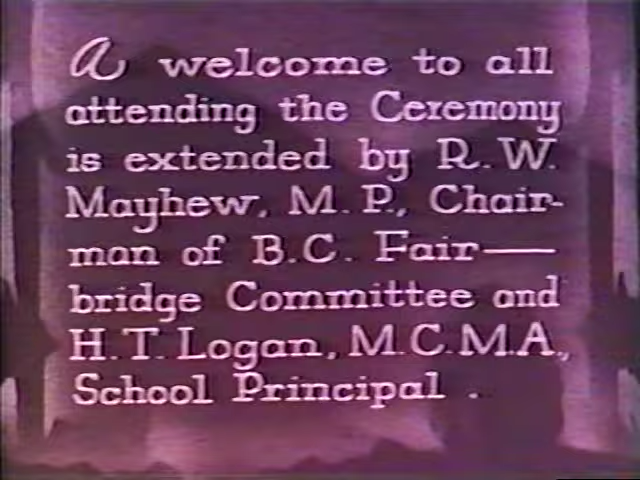 A welcome to all
attending the Ceremony
is extended by R.W.
Mayhew, M.P., Chair-
man of B.C. Fair—
bridge Committee and
H.T. Logan, M.C.M.A.,
School Principal .